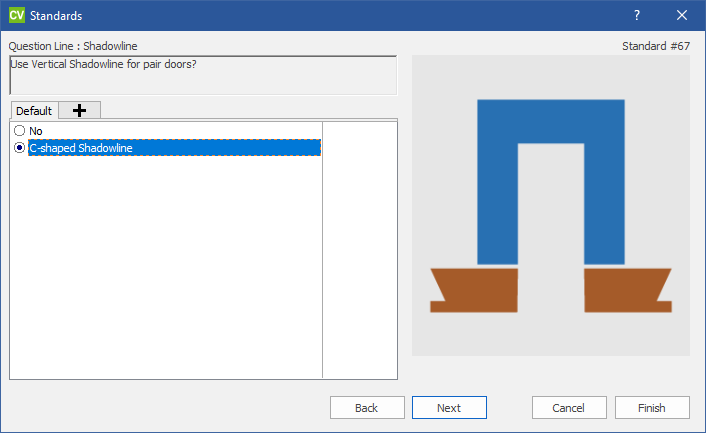 CV Standards ?
Question Line : Shadowline
Standard #67
Use Vertical Shadowline for pair doors?
Default
No
C-shaped Shadowline
Back
Next
Cancel
Finish